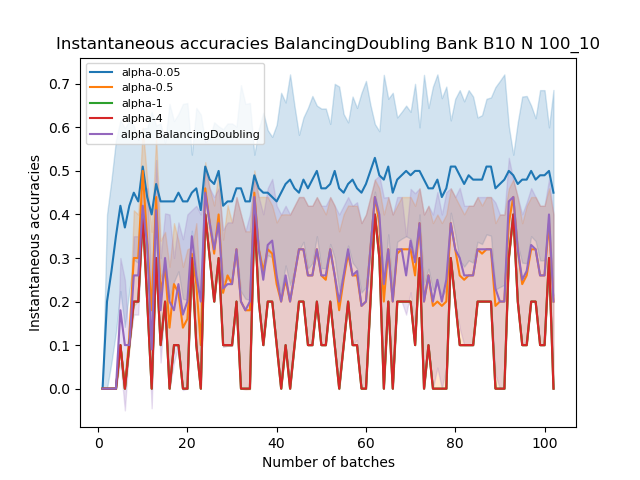 Instantaneous accuracies BalancingDoubling Bank B10 N 100_10
alpha-0.05
alpha-0.5
alpha-1
alpha-4
alpha BalancingDoubling
Instantaneous accuracies
0.7
0.6
0.5
0.4
0.3
0.2
0.1
0.0
0 20 40 60 80 100
Number of batches